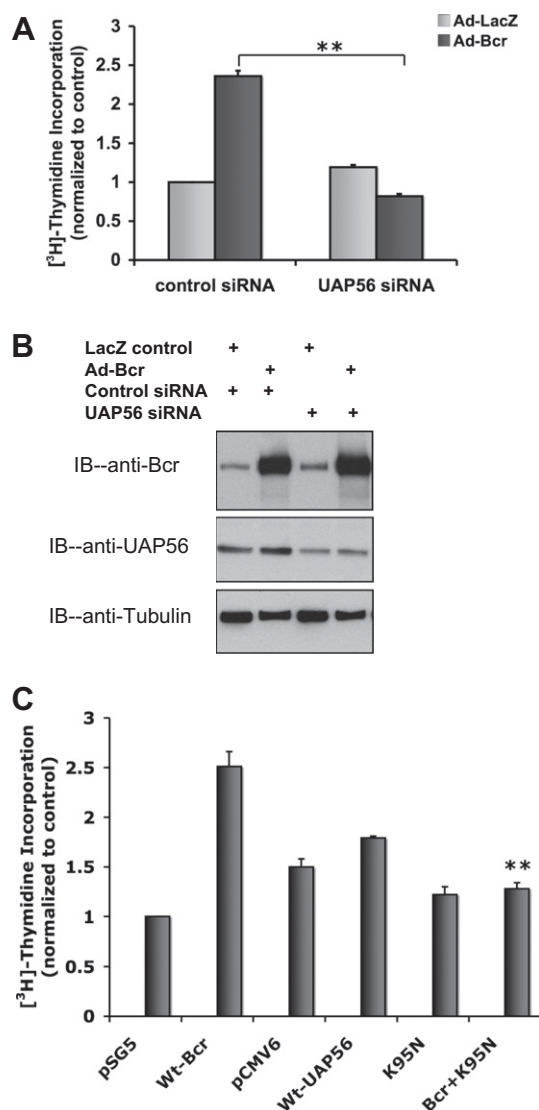 A
Ad-LacZ
Ad-Bcr
**
[³H]-Thymidine Incorporation
(normalized to control)
3
2.5
2
1.5
1
0.5
0
control siRNA
UAP56 siRNA
B
LacZ control + +
Ad-Bcr + +
Control siRNA + +
UAP56 siRNA + +
IB--anti-Bcr
IB--anti-UAP56
IB--anti-Tubulin
C
[³H]-Thymidine Incorporation
(normalized to control)
3
2.5
2
1.5
1
0.5
0
**
pSG5
Wt-Bcr
pCMV6
Wt-UAP56
K95N
Bcr+K95N